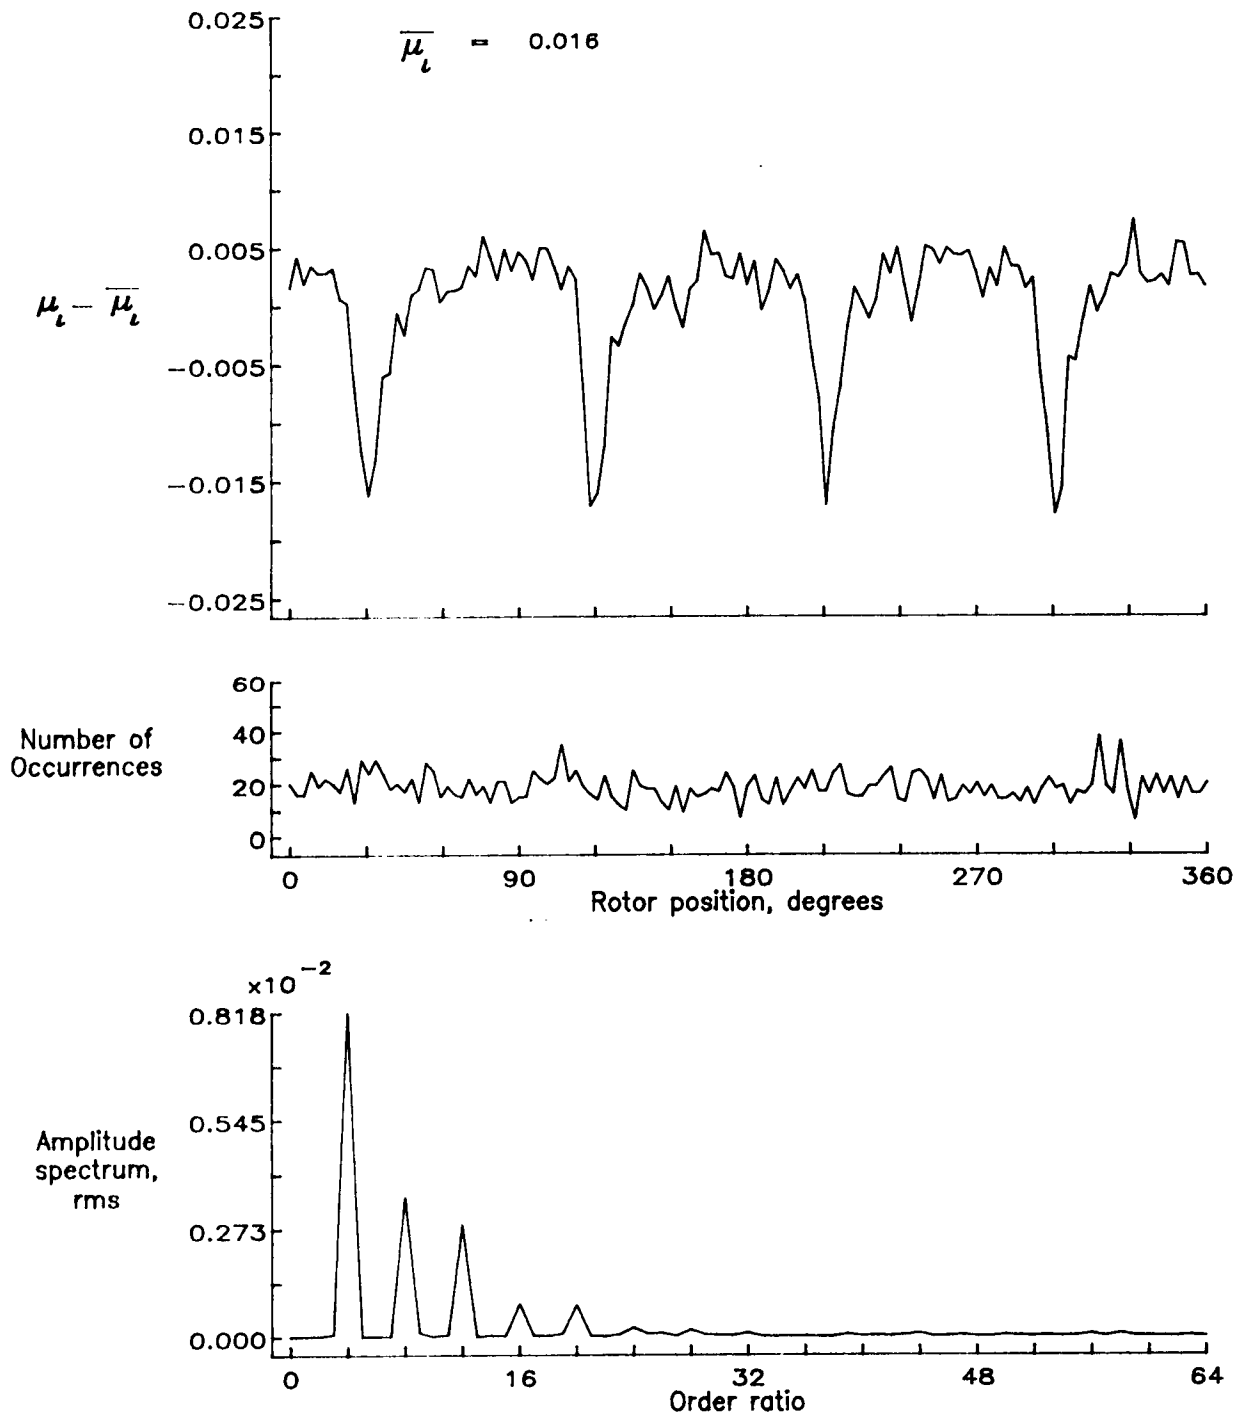 0.025
μ̅ι = 0.016
0.015
0.005
μι − μ̅ι
−0.005
−0.015
−0.025
60
Number of
Occurrences
40
20
0
0 90 180 270 360
Rotor position, degrees
×10⁻²
0.818
0.545
Amplitude
spectrum,
rms
0.273
0.000
0 16 32 48 64
Order ratio